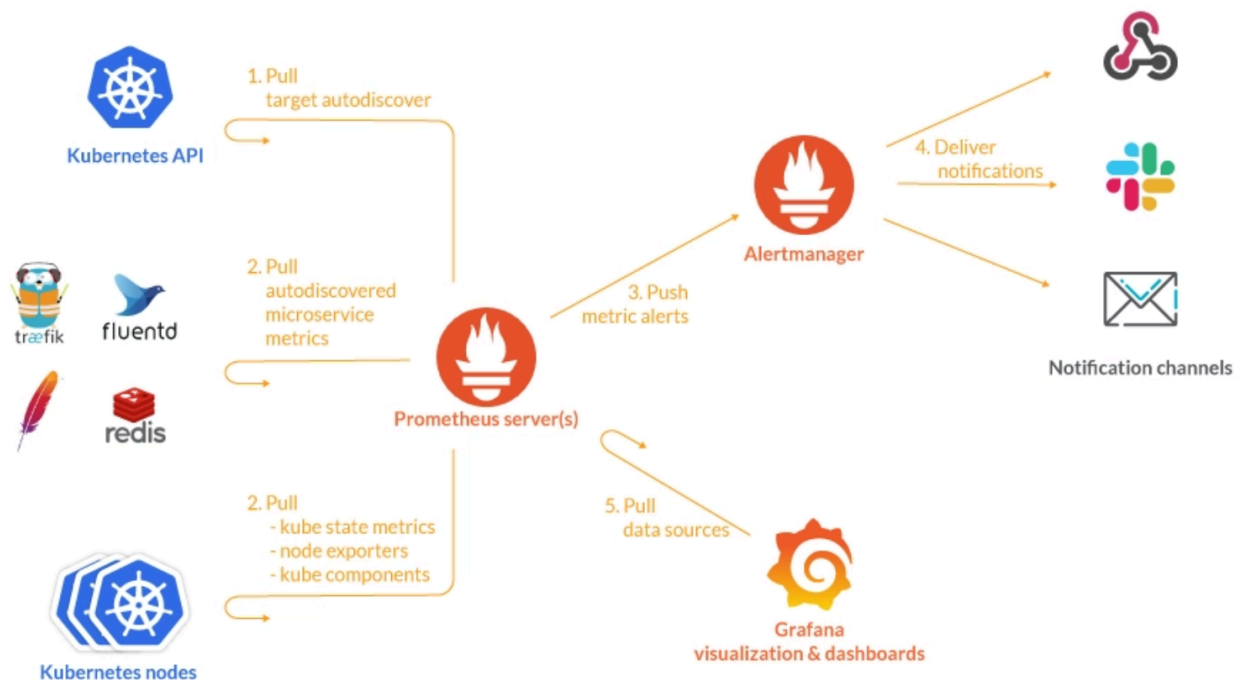 1. Pull
target autodiscover
Kubernetes API
2. Pull
autodiscovered
microservice
metrics
træfik
fluentd
redis
Prometheus server(s)
2. Pull
- kube state metrics
- node exporters
- kube components
Kubernetes nodes
3. Push
metric alerts
Alertmanager
4. Deliver
notifications
Notification channels
5. Pull
data sources
Grafana
visualization & dashboards